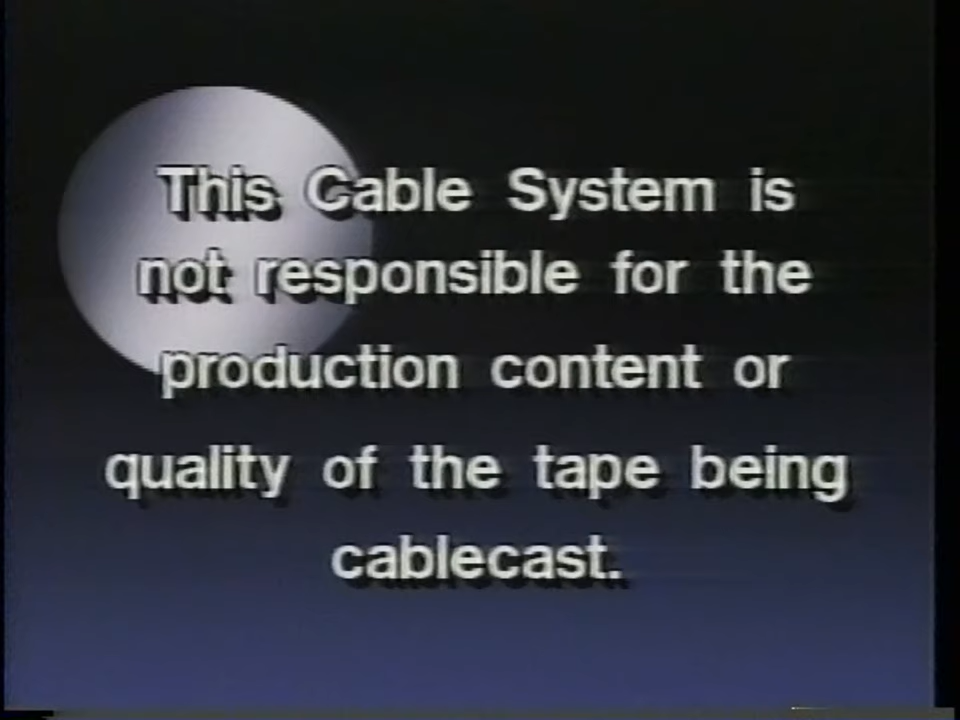 This Cable System is
not responsible for the
production content or
quality of the tape being
cablecast.